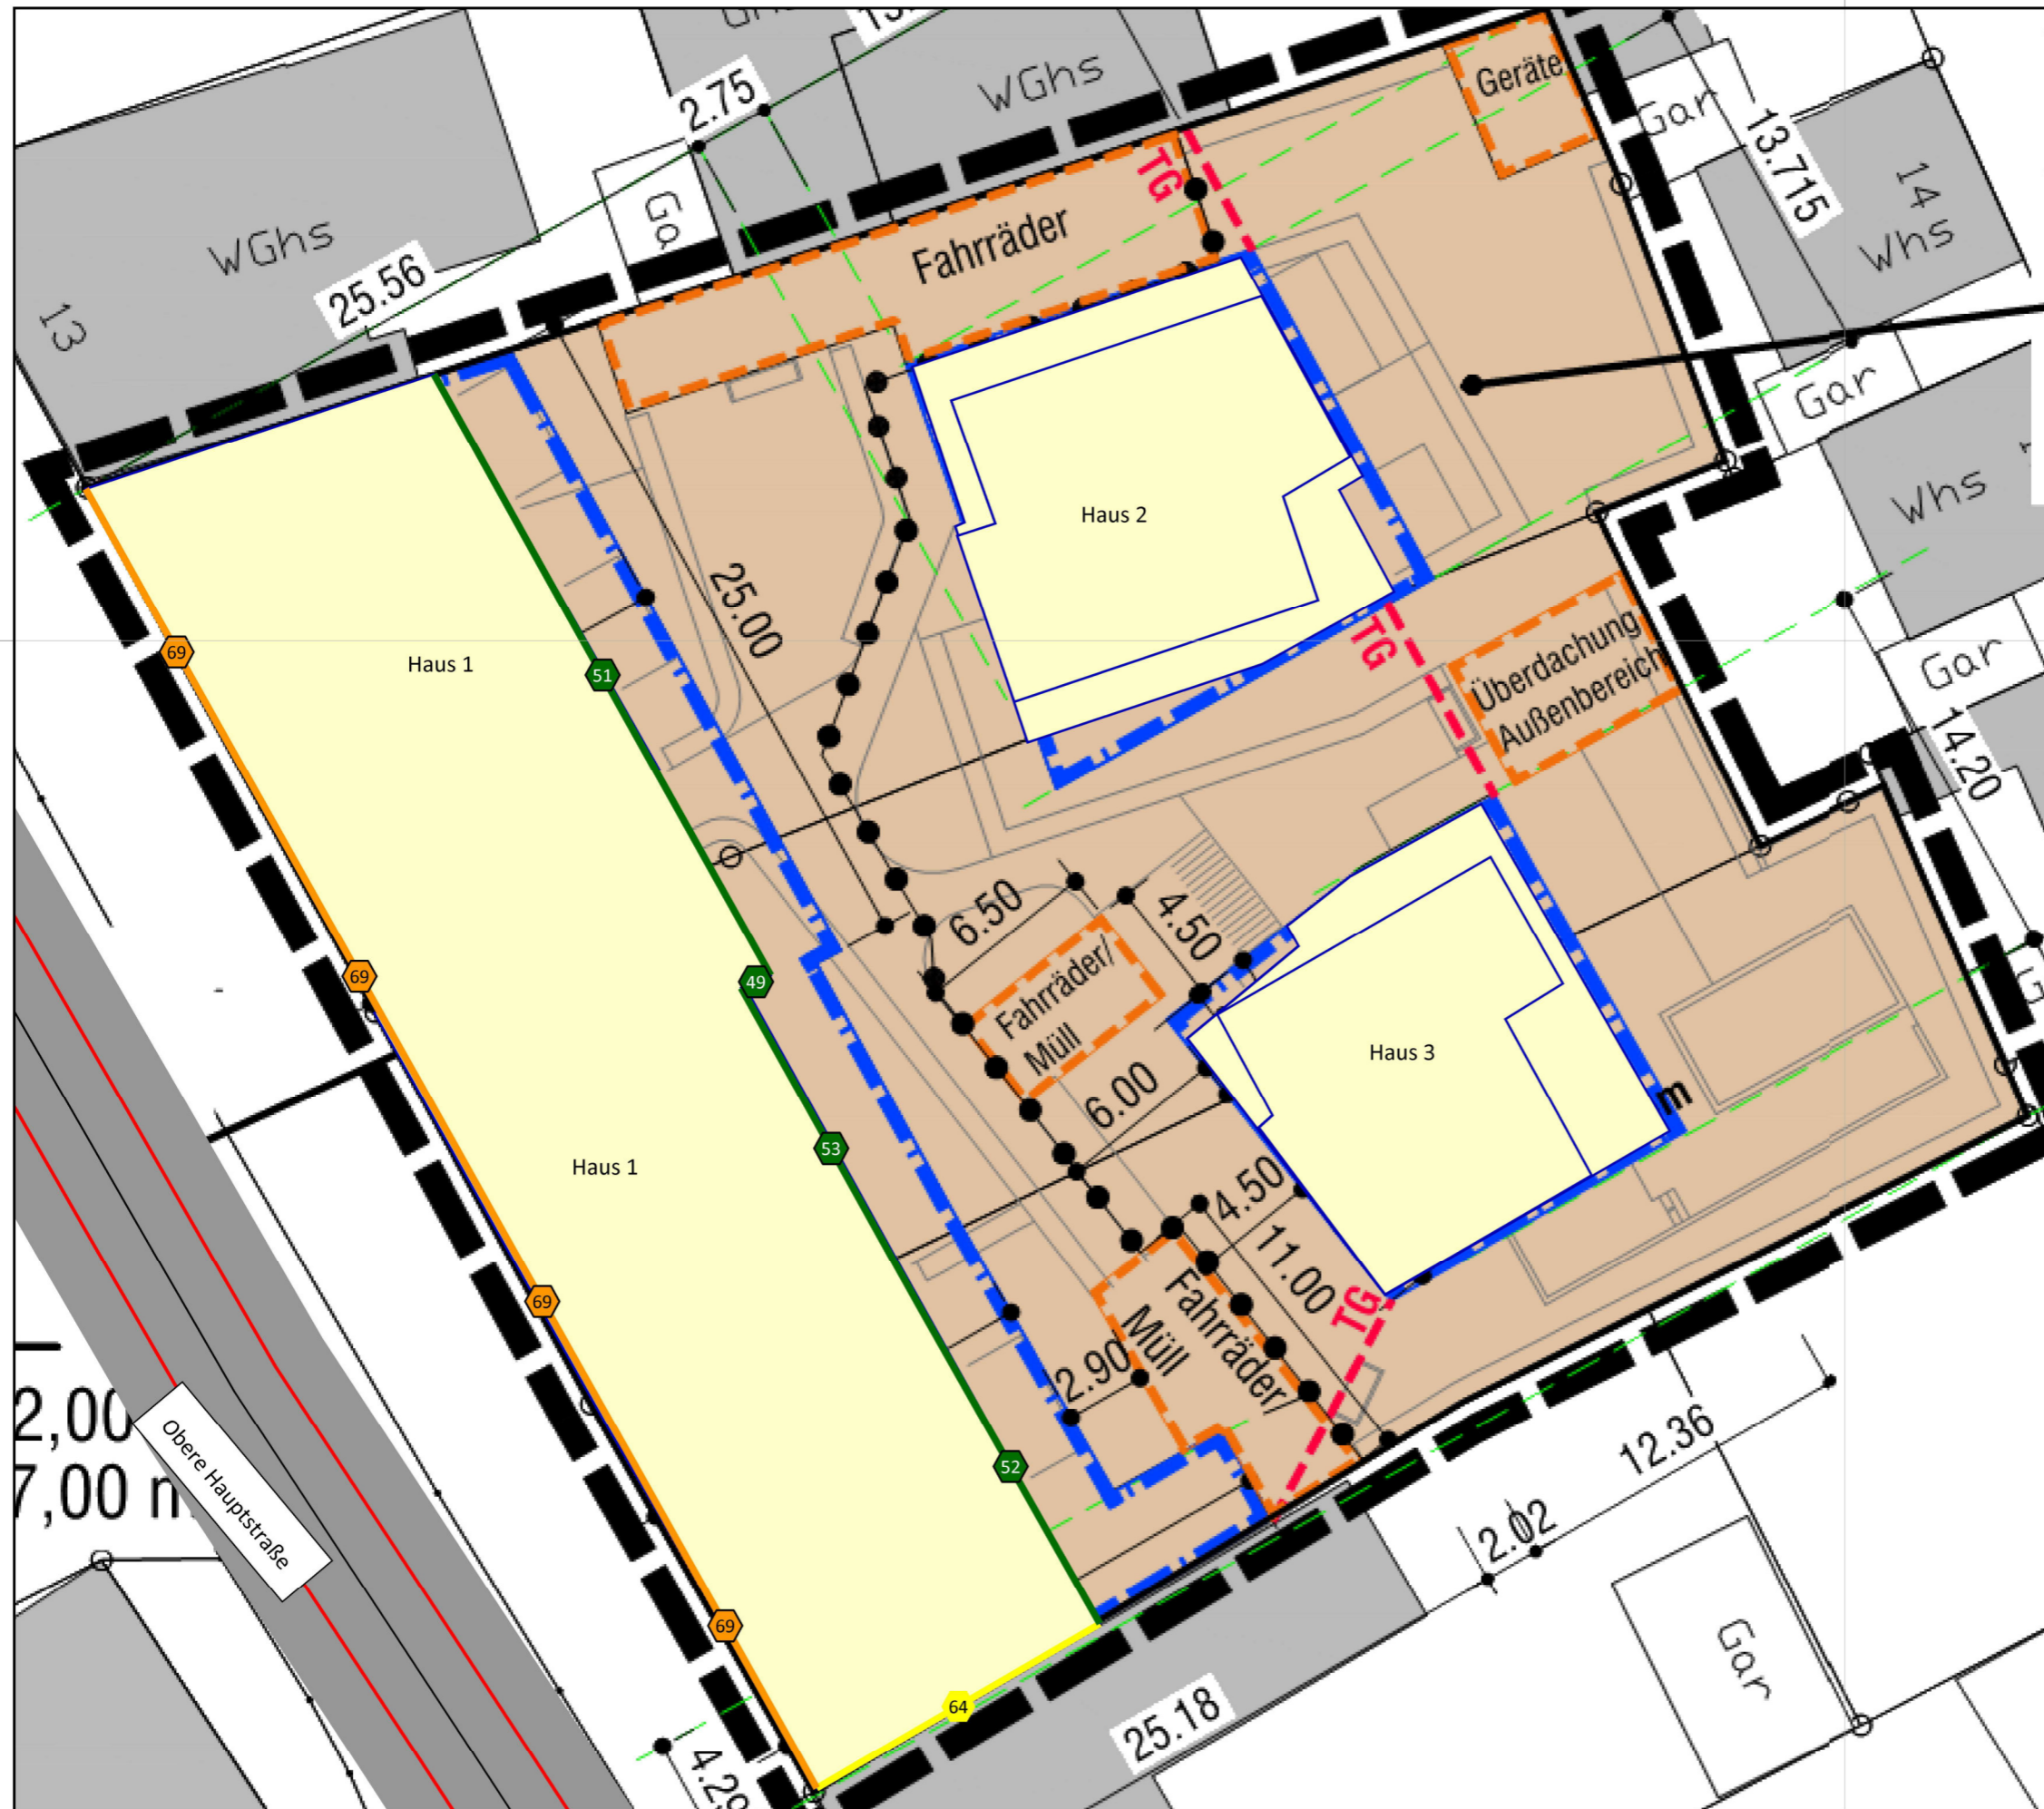 WGhs
2.75
WGhs
Geräte
Gar
13.715
14
Whs
TG
Ga
Fahrräder
25.56
13
Gar
Haus 2
Whs
25.00
69
Haus 1
51
TG
Überdachung
Außenbereich
Gar
14.20
6.50
4.50
49
69
Fahrräder/
Müll
Haus 3
6.00
m
53
Haus 1
4.50
11.00
69
TG
Müll
Fahrräder/
2.90
2,00
7,00
Obere Hauptstraße
52
12.36
2.02
69
64
25.18
Gar
4.29